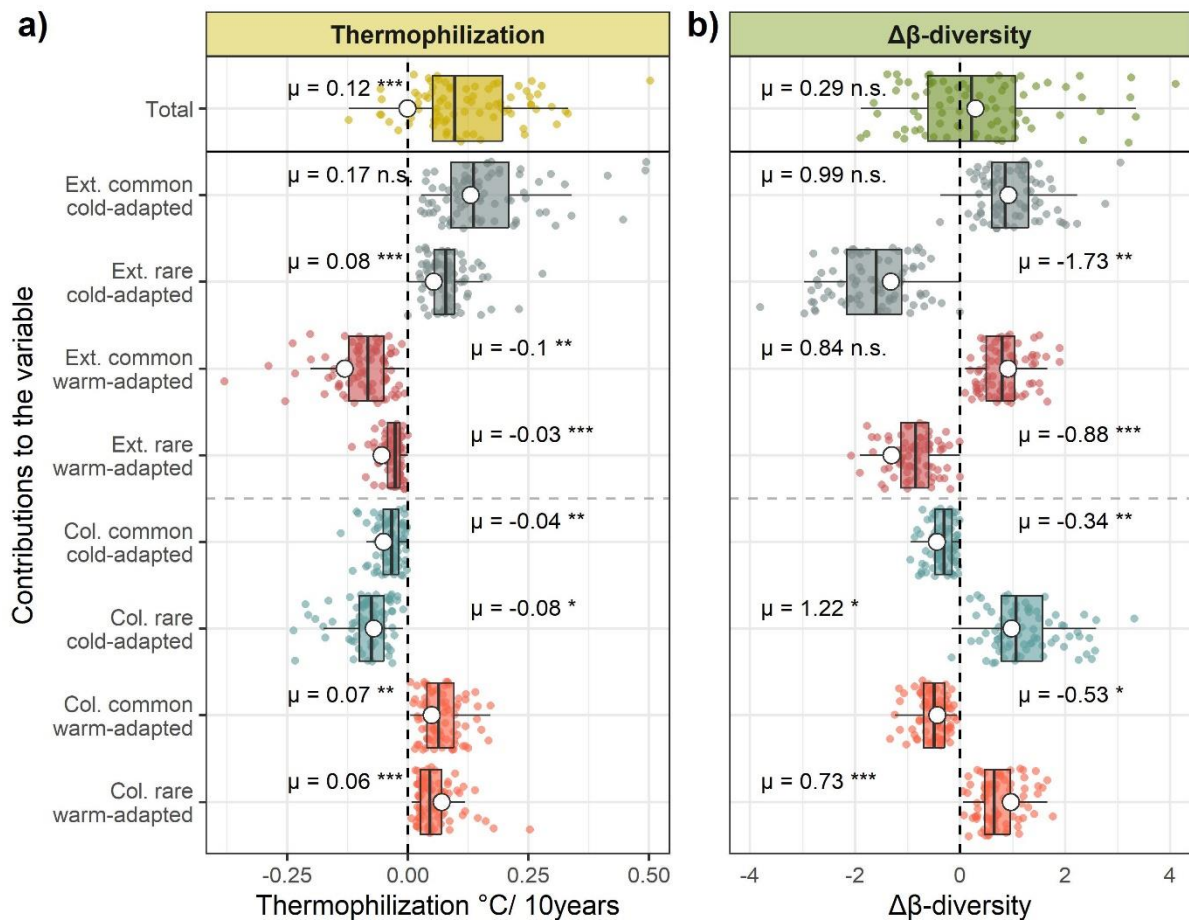 a)
Thermophilization
b)
Δβ-diversity
Contributions to the variable
Total
μ = 0.12 ***
μ = 0.29 n.s.
Ext. common
cold-adapted
μ = 0.17 n.s.
μ = 0.99 n.s.
Ext. rare
cold-adapted
μ = 0.08 ***
μ = -1.73 **
Ext. common
warm-adapted
μ = -0.1 **
μ = 0.84 n.s.
Ext. rare
warm-adapted
μ = -0.03 ***
μ = -0.88 ***
Col. common
cold-adapted
μ = -0.04 **
μ = -0.34 **
Col. rare
cold-adapted
μ = -0.08 *
μ = 1.22 *
Col. common
warm-adapted
μ = 0.07 **
μ = -0.53 *
Col. rare
warm-adapted
μ = 0.06 ***
μ = 0.73 ***
-0.25 0.00 0.25 0.50
-2 0 2 4
-4
Thermophilization °C/ 10years
Δβ-diversity